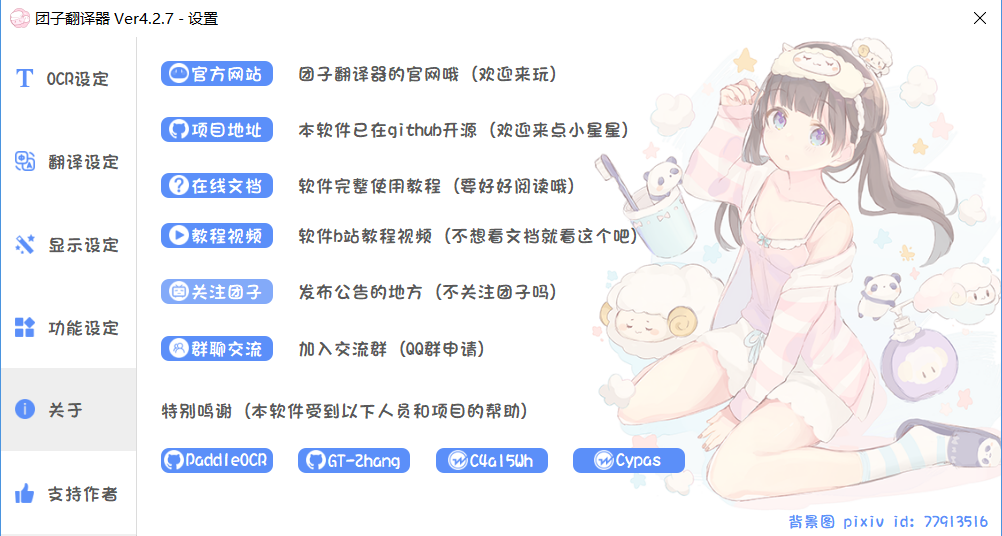 团子翻译器 Ver4.2.7 - 设置
OCR设定
翻译设定
显示设定
功能设定
关于
支持作者
官方网站 团子翻译器的官网哦（欢迎来玩）
项目地址 本软件已在github开源（欢迎来点小星星）
在线文档 软件完整使用教程（要好好阅读哦）
教程视频 软件b站教程视频（不想看文档就看这个吧）
关注团子 发布公告的地方（不关注团子吗）
群聊交流 加入交流群（QQ群申请）
特别鸣谢（本软件受到以下人员和项目的帮助）
PaddleOCR GT-Zhang C4a15Wh Cypas
背景图 pixiv id: 77913516